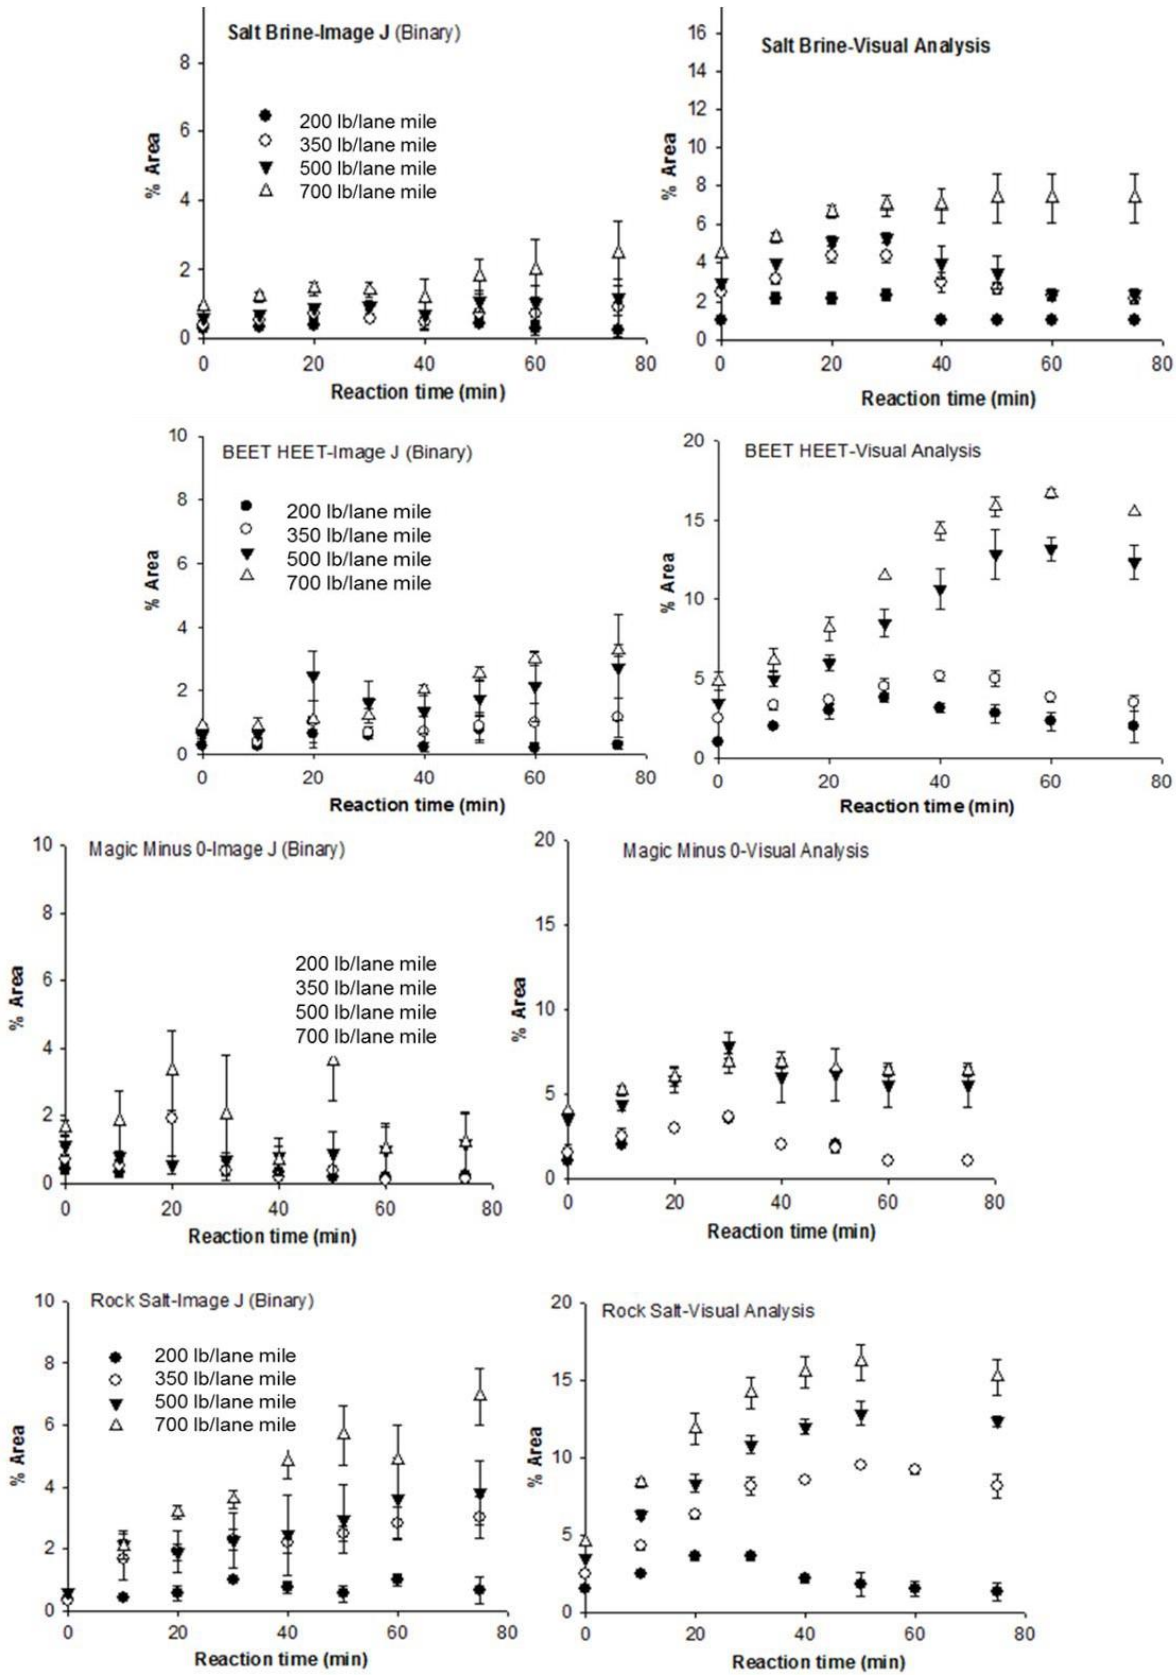 Salt Brine-Image J (Binary)
8
6
4
2
0
% Area
200 lb/lane mile
350 lb/lane mile
500 lb/lane mile
700 lb/lane mile
0 20 40 60 80
Reaction time (min)
Salt Brine-Visual Analysis
16
14
12
10
8
6
4
2
0
% Area
0 20 40 60 80
Reaction time (min)
BEET HEET-Image J (Binary)
10
8
6
4
2
0
% Area
200 lb/lane mile
350 lb/lane mile
500 lb/lane mile
700 lb/lane mile
0 20 40 60 80
Reaction time (min)
BEET HEET-Visual Analysis
20
15
10
5
0
% Area
0 20 40 60 80
Reaction time (min)
Magic Minus 0-Image J (Binary)
10
8
6
4
2
0
% Area
200 lb/lane mile
350 lb/lane mile
500 lb/lane mile
700 lb/lane mile
0 20 40 60 80
Reaction time (min)
Magic Minus 0-Visual Analysis
20
15
10
5
0
% Area
0 20 40 60 80
Reaction time (min)
Rock Salt-Image J (Binary)
10
8
6
4
2
0
% Area
200 lb/lane mile
350 lb/lane mile
500 lb/lane mile
700 lb/lane mile
0 20 40 60 80
Reaction time (min)
Rock Salt-Visual Analysis
20
15
10
5
0
% Area
0 20 40 60 80
Reaction time (min)